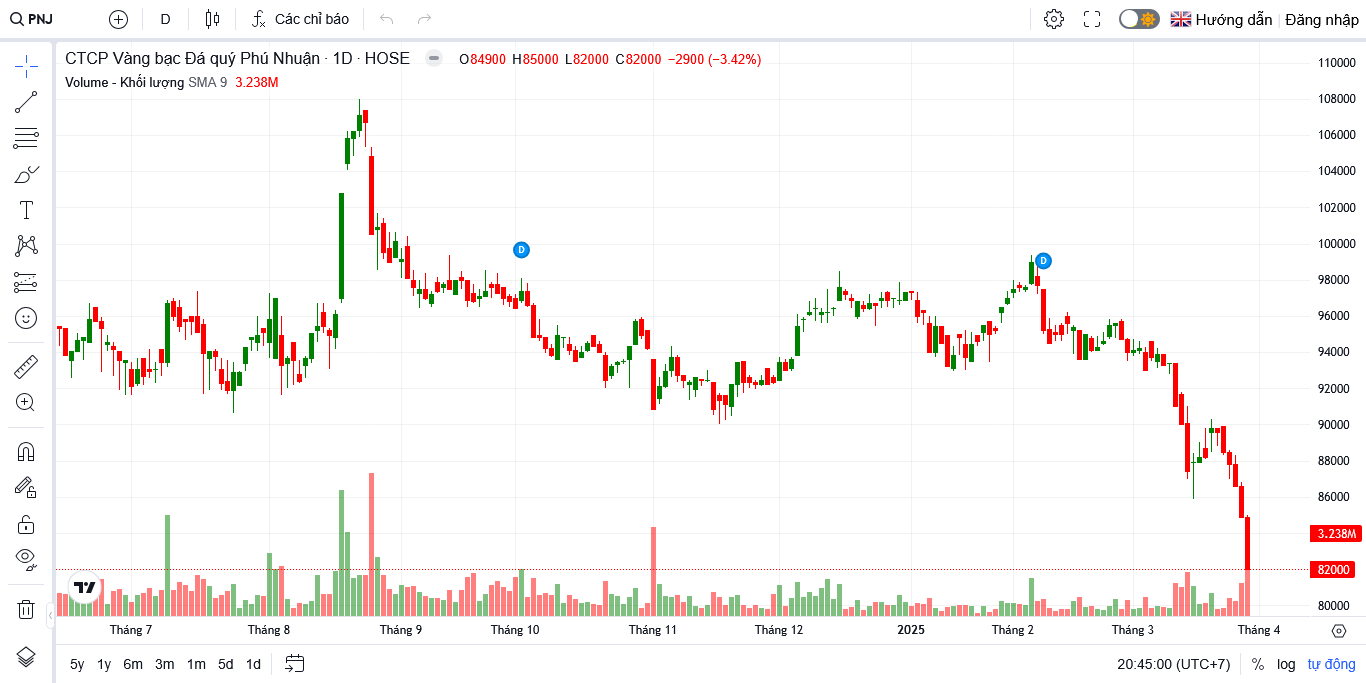 PNJ D Các chỉ báo Hướng dẫn Đăng nhập
CTCP Vàng bạc Đá quý Phú Nhuận · 1D · HOSE O84900 H85000 L82000 C82000 −2900 (−3.42%)
Volume - Khối lượng SMA 9 3.238M
110000
108000
106000
104000
102000
100000
98000
96000
94000
92000
90000
88000
86000
3.238M
82000
80000
D
D
Tháng 7 Tháng 8 Tháng 9 Tháng 10 Tháng 11 Tháng 12 2025 Tháng 2 Tháng 3 Tháng 4
5y 1y 6m 3m 1m 5d 1d 20:45:00 (UTC+7) % log tự động